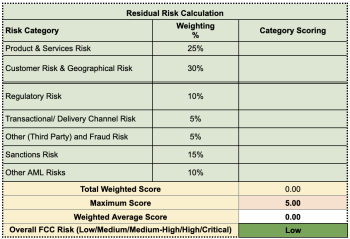 Residual Risk Calculation
Risk Category Weighting % Category Scoring
Product & Services Risk 25%
Customer Risk & Geographical Risk 30%
Regulatory Risk 10%
Transactional/ Delivery Channel Risk 5%
Other (Third Party) and Fraud Risk 5%
Sanctions Risk 15%
Other AML Risks 10%
Total Weighted Score 0.00
Maximum Score 5.00
Weighted Average Score 0.00
Overall FCC Risk (Low/Medium/Medium-High/High/Critical) Low